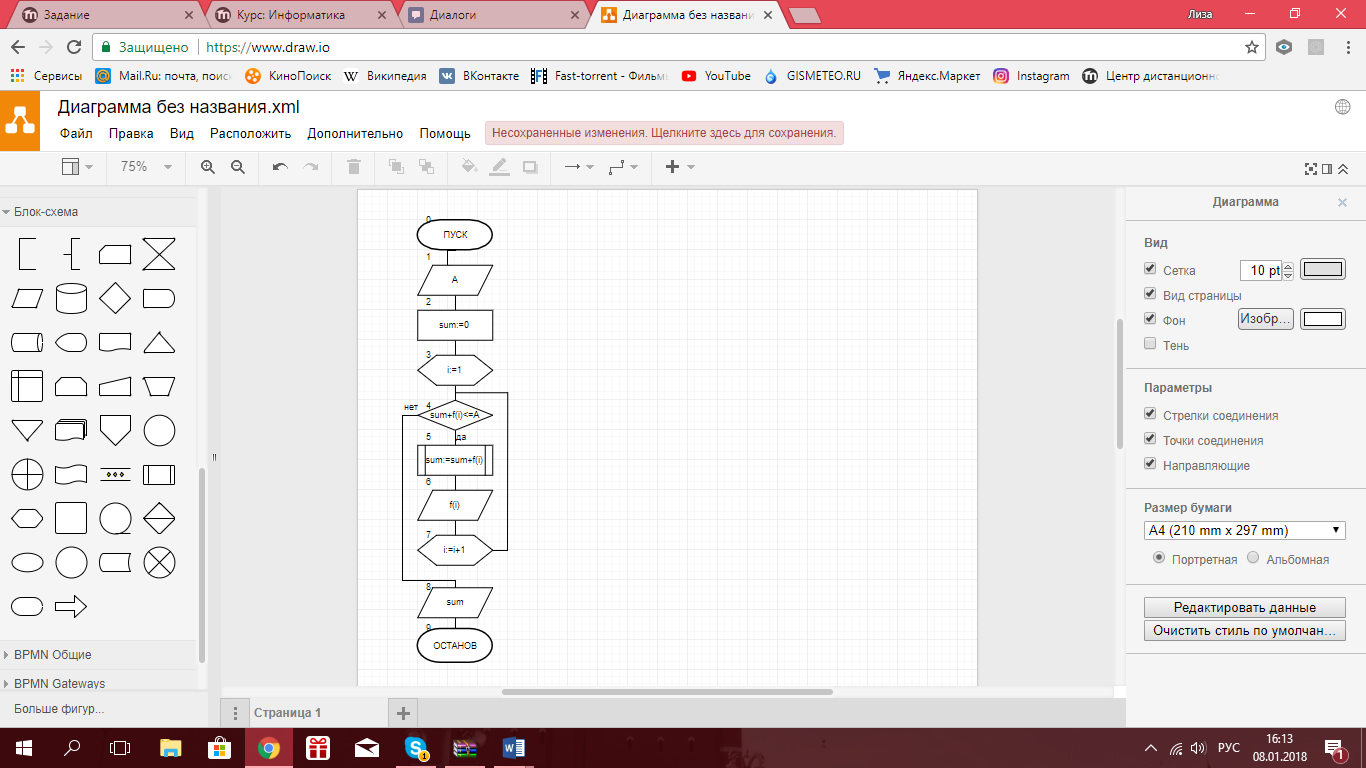 Задание
Курс: Информатика
Диалоги
Диаграмма без названи
Лиза
Защищено
https://www.draw.io
Сервисы
Mail.Ru: почта, поис
КиноПоиск
Википедия
ВКонтакте
Fast-torrent - Фильм
YouTube
GISMETEO.RU
Яндекс.Маркет
Instagram
Центр дистанционн
Диаграмма без названия.xml
Файл
Правка
Вид
Расположить
Дополнительно
Помощь
Несохраненные изменения. Щелкните здесь для сохранения.
75%
Блок-схема
BPMN Общие
BPMN Gateways
Больше фигур...
0
ПУСК
1
A
2
sum:=0
3
i:=1
нет
4
sum+f(i)<=A
5
да
sum:=sum+f(i)
6
f(i)
7
i:=i+1
8
sum
9
ОСТАНОВ
Страница 1
Диаграмма
Вид
Сетка
10 pt
Вид страницы
Фон
Изобр...
Тень
Параметры
Стрелки соединения
Точки соединения
Направляющие
Размер бумаги
A4 (210 mm x 297 mm)
Портретная
Альбомная
Редактировать данные
Очистить стиль по умолчан...
1
РУС
16:13
08.01.2018
1